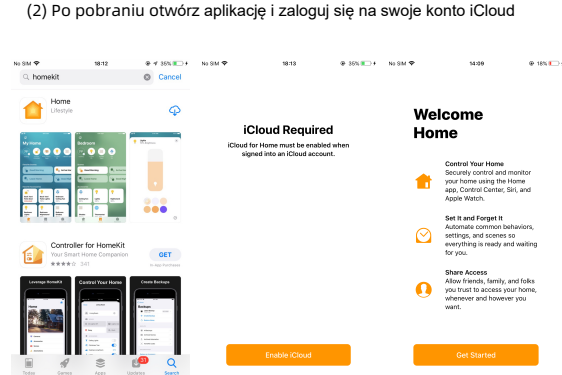 (2) Po pobraniu otwórz aplikację i zaloguj się na swoje konto iCloud
No SIM 18:12 35%
homekit Cancel
Home
Lifestyle
My Home
Bedroom
Controller for HomeKit
Your Smart Home Companion
GET
341
In-App Purchases
Leverage HomeKit
Control Your Home
Create Backups
Home
Backups
31
Today Games Apps Updates Search
No SIM 18:13 35%
iCloud Required
iCloud for Home must be enabled when
signed into an iCloud account.
Enable iCloud
No SIM 14:09 18%
Welcome
Home
Control Your Home
Securely control and monitor
your home using the Home
app, Control Center, Siri, and
Apple Watch.
Set It and Forget It
Automate common behaviors,
settings, and scenes so
everything is ready and waiting
for you.
Share Access
Allow friends, family, and folks
you trust to access your home,
whenever and however you
want.
Get Started